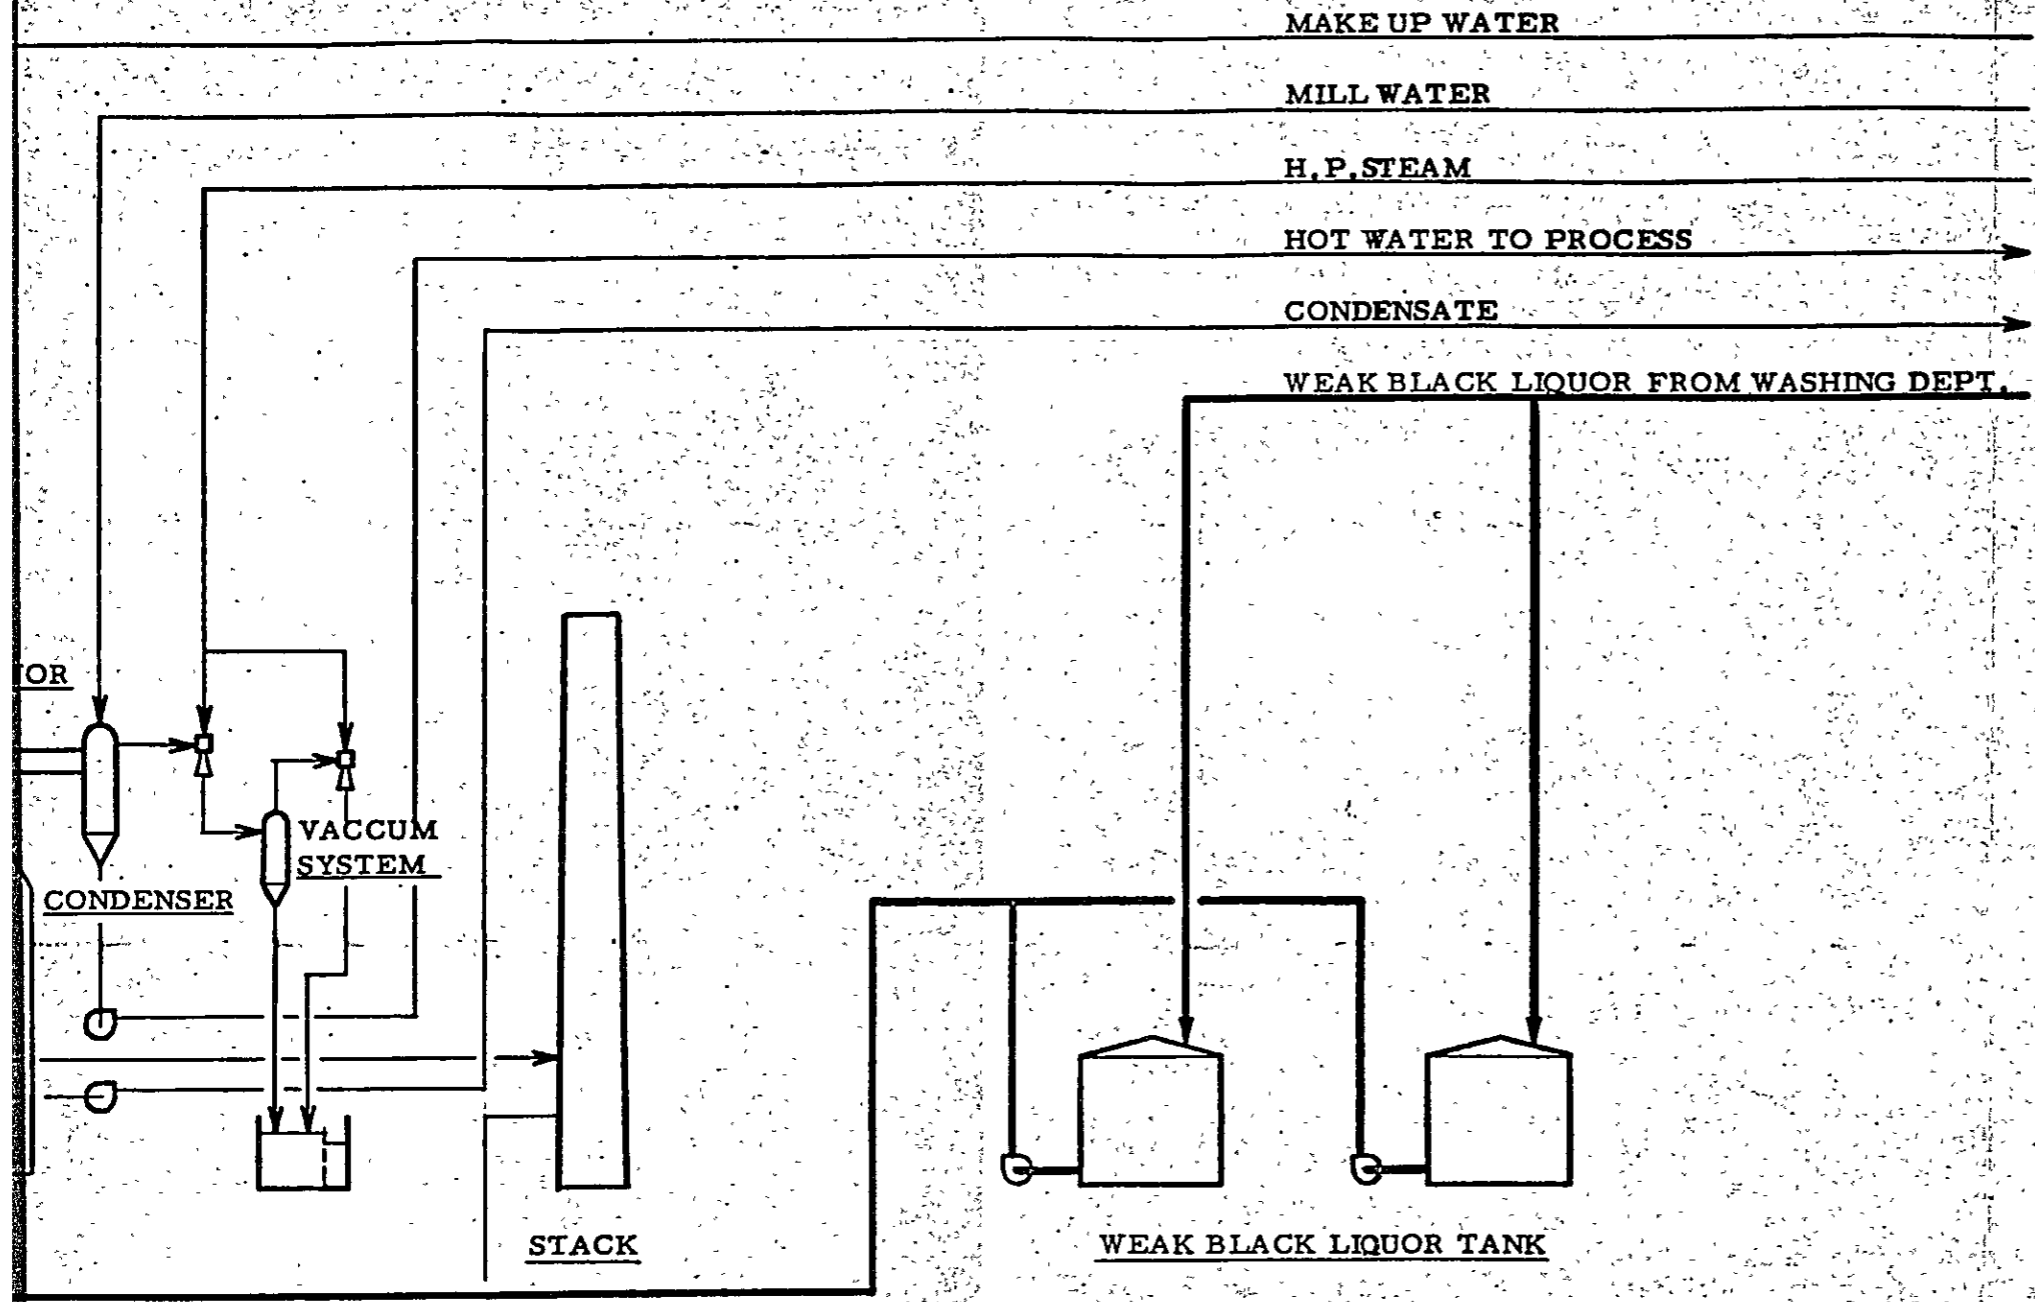 MAKE UP WATER
MILL WATER
H.P.STEAM
HOT WATER TO PROCESS
CONDENSATE
WEAK BLACK LIQUOR FROM WASHING DEPT.
OR
VACCUM
SYSTEM
CONDENSER
STACK
WEAK BLACK LIQUOR TANK